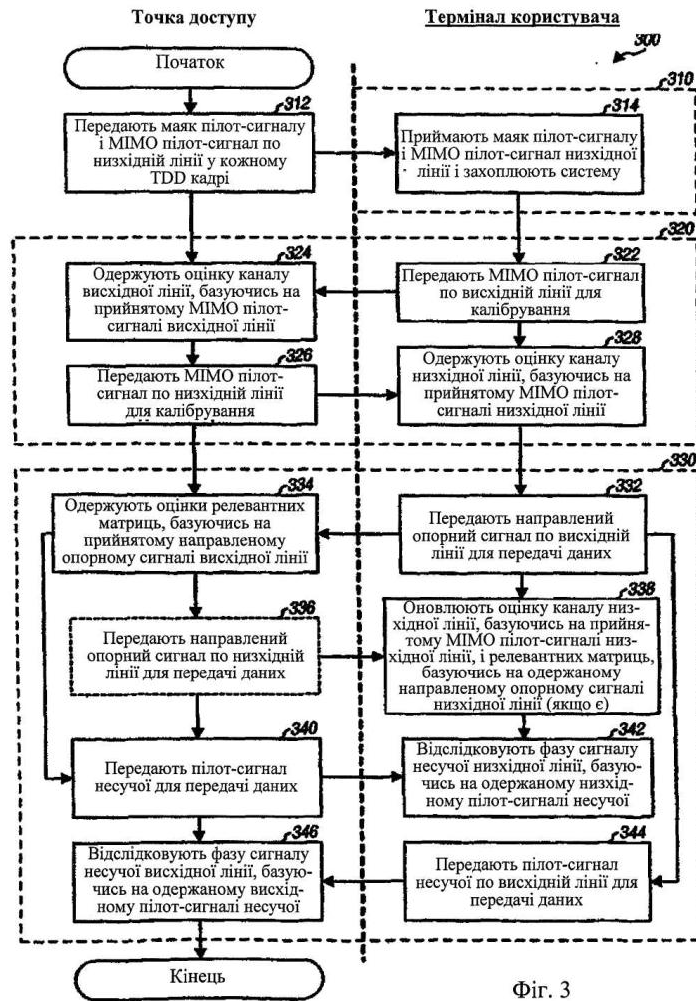 Точка доступу
Термінал користувача
300
Початок
310
312
Передають маяк пілот-сигналу
і MIMO пілот-сигнал по
низхідній лінії у кожному
TDD кадрі
314
Приймають маяк пілот-сигналу
і MIMO пілот-сигнал низхідної
лінії і захоплюють систему
320
324
Одержують оцінку каналу
висхідної лінії, базуючись на
прийнятому MIMO пілот-
сигналі висхідної лінії
322
Передають MIMO пілот-сигнал
по висхідній лінії для
калібрування
326
Передають MIMO пілот-
сигнал по низхідній лінії
для калібрування
328
Одержують оцінку каналу
низхідної лінії, базуючись на
прийнятому MIMO пілот-
сигналі низхідної лінії
330
334
Одержують оцінки релевантних
матриць, базуючись на
прийнятому направленому
опорному сигналі висхідної лінії
332
Передають направлений
опорний сигнал по висхідній
лінії для передачі даних
336
Передають направлений
опорний сигнал по низхідній
лінії для передачі даних
338
Оновлюють оцінку каналу низ-
хідної лінії, базуючись на прийня-
тому MIMO пілот-сигналі низ-
хідної лінії, і релевантних матриць,
базуючись на одержаному
направленому опорному сигналі
низхідної лінії (якщо є)
340
Передають пілот-сигнал
несучої для передачі даних
342
Відслідковують фазу сигналу
несучої низхідної лінії, базую-
чись на одержаному низхід-
ному пілот-сигналі несучої
346
Відслідковують фазу сигналу
несучої висхідної лінії, базую-
чись на одержаному висхід-
ному пілот-сигналі несучої
344
Передають пілот-сигнал
несучої по висхідній лінії для
передачі даних
Кінець
Фіг. 3